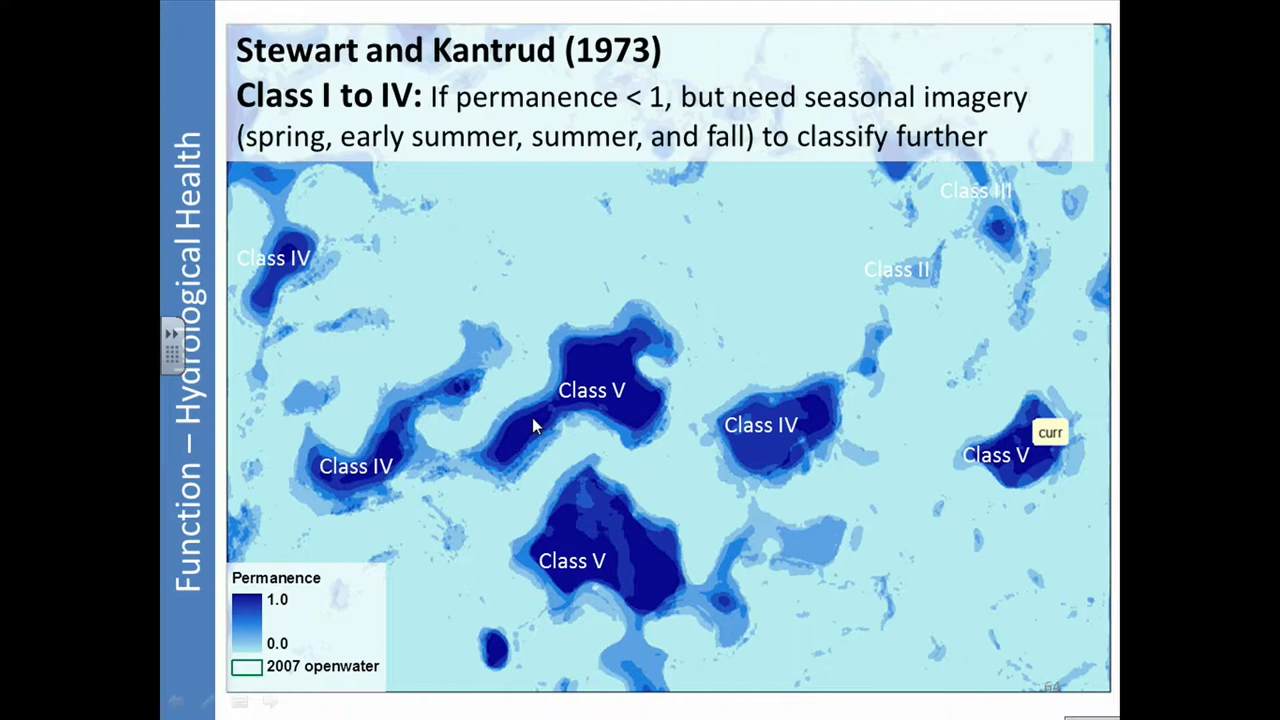 Function – Hydrological Health
Stewart and Kantrud (1973)
Class I to IV: If permanence < 1, but need seasonal imagery
(spring, early summer, summer, and fall) to classify further
Class III
Class IV
Class II
Class V
Class IV
curr
Class V
Class IV
Class V
Permanence
1.0
0.0
2007 openwater
64